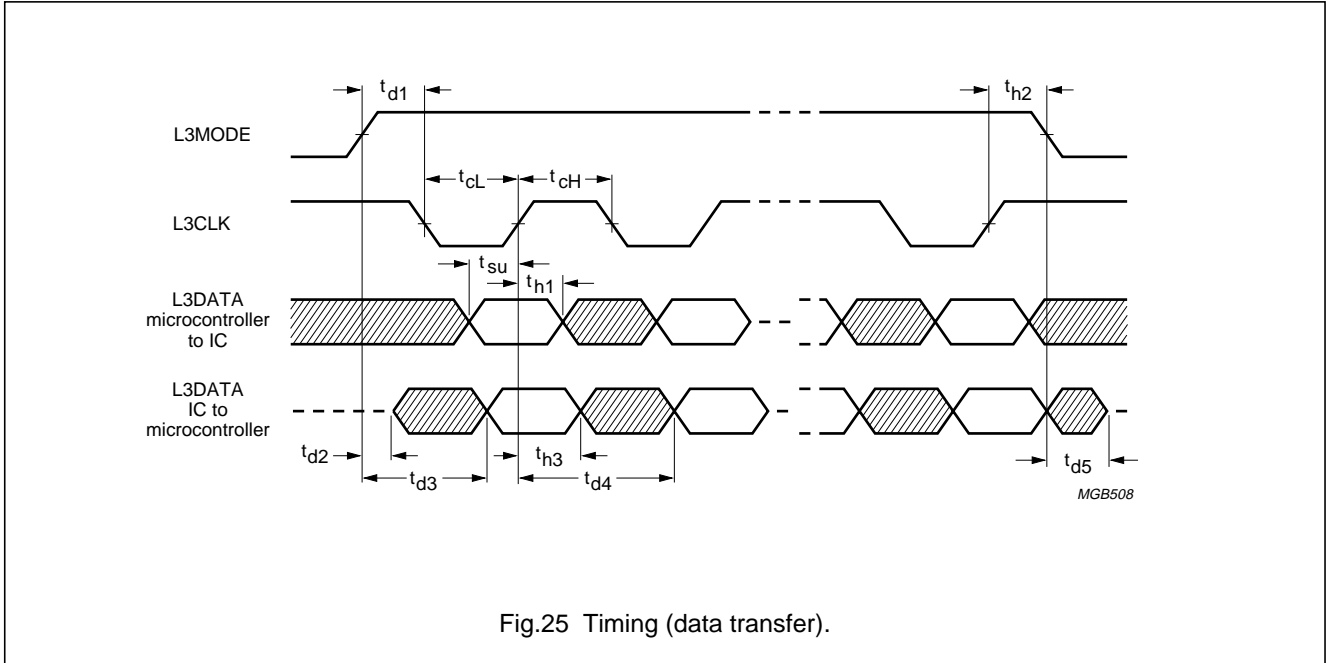 td1
th2
L3MODE
tcL
tcH
L3CLK
tsu
th1
L3DATA
microcontroller
to IC
L3DATA
IC to
microcontroller
td2
td3
th3
td4
td5
MGB508
Fig.25 Timing (data transfer).